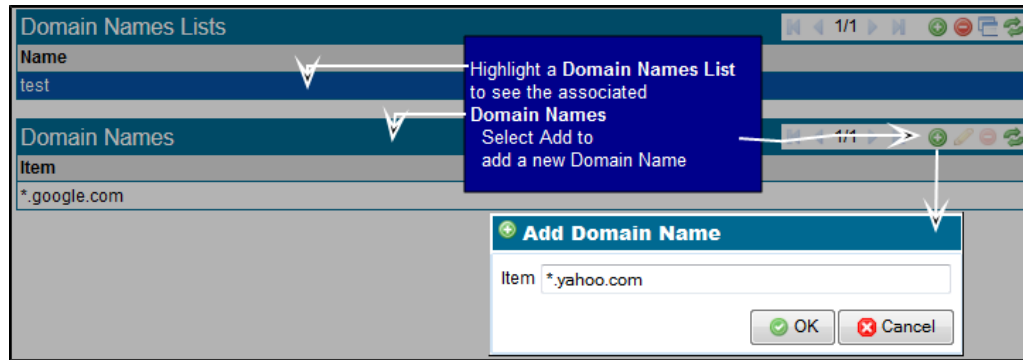 Domain Names Lists
1/1
Name
test
Highlight a Domain Names List
to see the associated
Domain Names
Select Add to
add a new Domain Name
Domain Names
1/1
Item
*.google.com
Add Domain Name
Item *.yahoo.com
OK Cancel